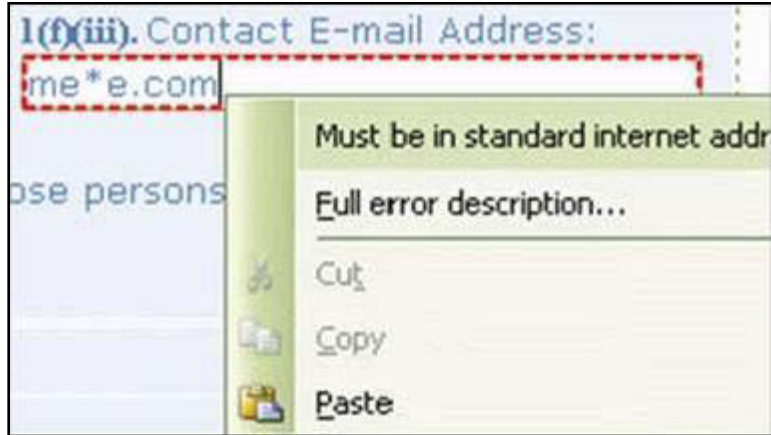 1(f)(iii). Contact E-mail Address:
me*e.com
Must be in standard internet addr
ose persons
Full error description...
Cut
Copy
Paste